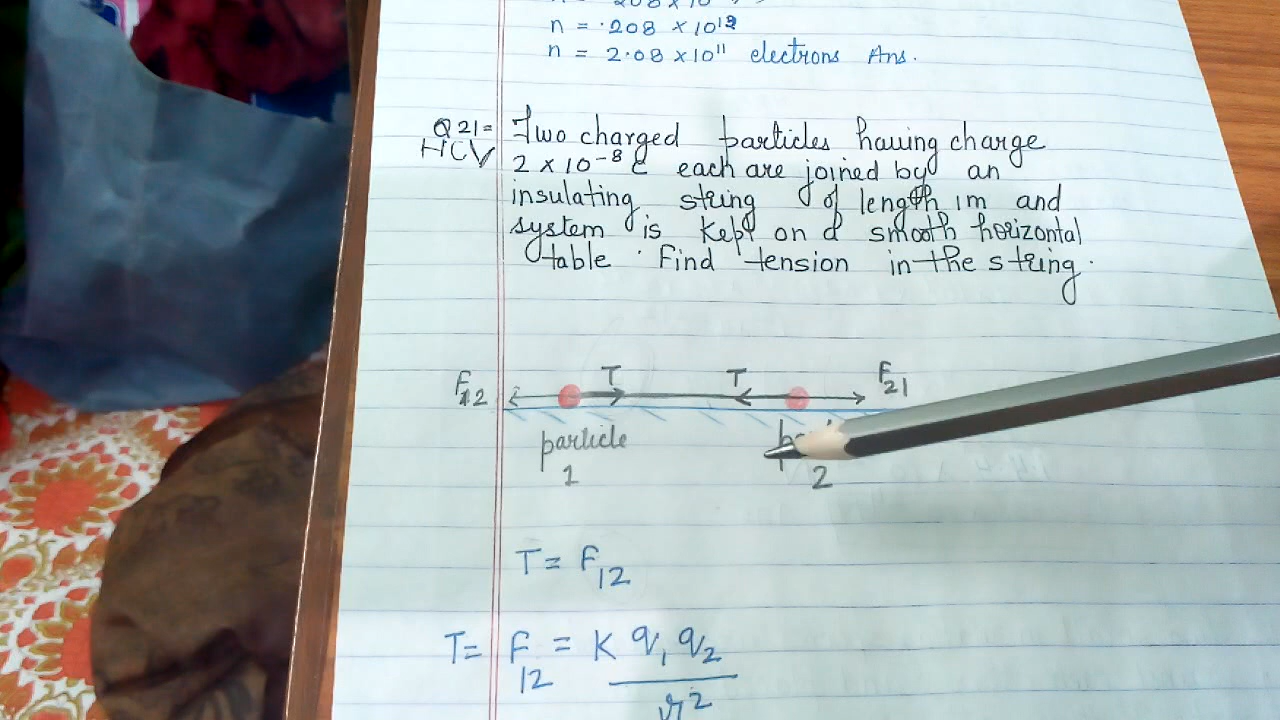 n = .208 × 10¹²
n = 2.08 × 10¹¹ electrons Ans.
Q 21 = Two charged particles having charge
HCV 2 × 10⁻⁸ C each are joined by an
insulating string of length 1m and
system is kept on a smooth horizontal
table. Find tension in the string.
F₁₂ T T F₂₁
particle
1 2
T = F₁₂
T = F₁₂ = K q₁ q₂
r²